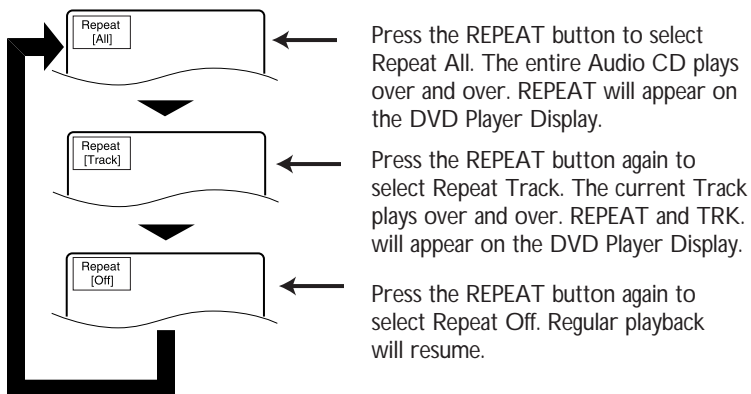 Repeat
[All]
Press the REPEAT button to select
Repeat All. The entire Audio CD plays
over and over. REPEAT will appear on
the DVD Player Display.
Repeat
[Track]
Press the REPEAT button again to
select Repeat Track. The current Track
plays over and over. REPEAT and TRK.
will appear on the DVD Player Display.
Repeat
[Off]
Press the REPEAT button again to
select Repeat Off. Regular playback
will resume.